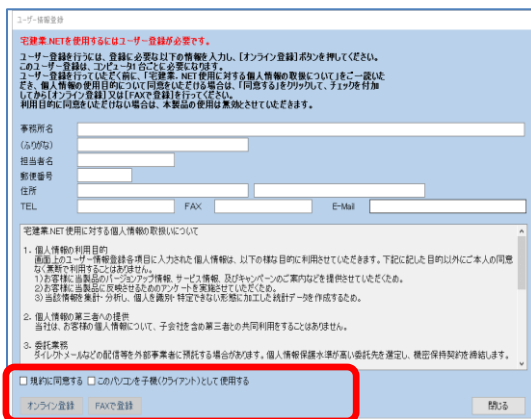 ユーザー情報登録
宅建業.NETを使用するにはユーザー登録が必要です。
ユーザー登録を行うには、登録に必要な以下の情報を入力し、[オンライン登録]ボタンを押してください。
このユーザー登録は、コンピュータ1台ごとに必要になります。
ユーザー登録を行っていただく前に、「宅建業.NET使用に対する個人情報の取扱について」をご一読いた
だき、個人情報の使用目的について同意をいただける場合は、「同意する」をクリックして、チェックを付加
してから[オンライン登録]又は[FAXで登録]を行ってください。
利用目的に同意をいただけない場合は、本製品の使用は無効とさせていただきます。
事務所名
(ふりがな)
担当者名
郵便番号
住所
TEL FAX E-Mail
宅建業.NET使用に対する個人情報の取扱いについて
1. 個人情報の利用目的
画面上のユーザー情報登録各項目に入力された個人情報は、以下の様な目的に利用させていただきます。下記に記した目的以外にご本人の同意
なく無断で利用することはありません。
1)お客様に当製品のバージョンアップ情報、サービス情報、及びキャンペーンのご案内などを提供させていただくため。
2)お客様に当製品に反映させるためのアンケートを実施させていただくため。
3)当該情報を集計・分析し、個人を識別・特定できない形態に加工した統計データを作成するため。
2. 個人情報の第三者への提供
当社は、お客様の個人情報について、子会社を含め第三者との共同利用をすることはありません。
3. 委託業務
ダイレクトメールなどの配信等を外部事業者に預託する場合があります。個人情報保護水準が高い委託先を選定し、機密保持契約を締結します。
規約に同意する このパソコンを子機(クライアント)として使用する
オンライン登録 FAXで登録 閉じる